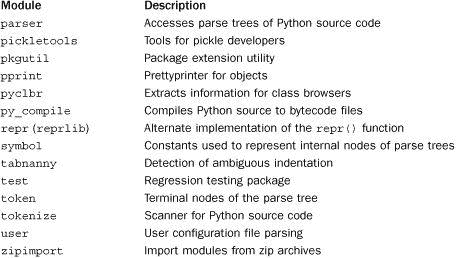 Module Description
parser Accesses parse trees of Python source code
pickletools Tools for pickle developers
pkgutil Package extension utility
pprint Prettyprinter for objects
pyclbr Extracts information for class browsers
py_compile Compiles Python source to bytecode files
repr (reprlib) Alternate implementation of the repr() function
symbol Constants used to represent internal nodes of parse trees
tabnanny Detection of ambiguous indentation
test Regression testing package
token Terminal nodes of the parse tree
tokenize Scanner for Python source code
user User configuration file parsing
zipimport Import modules from zip archives